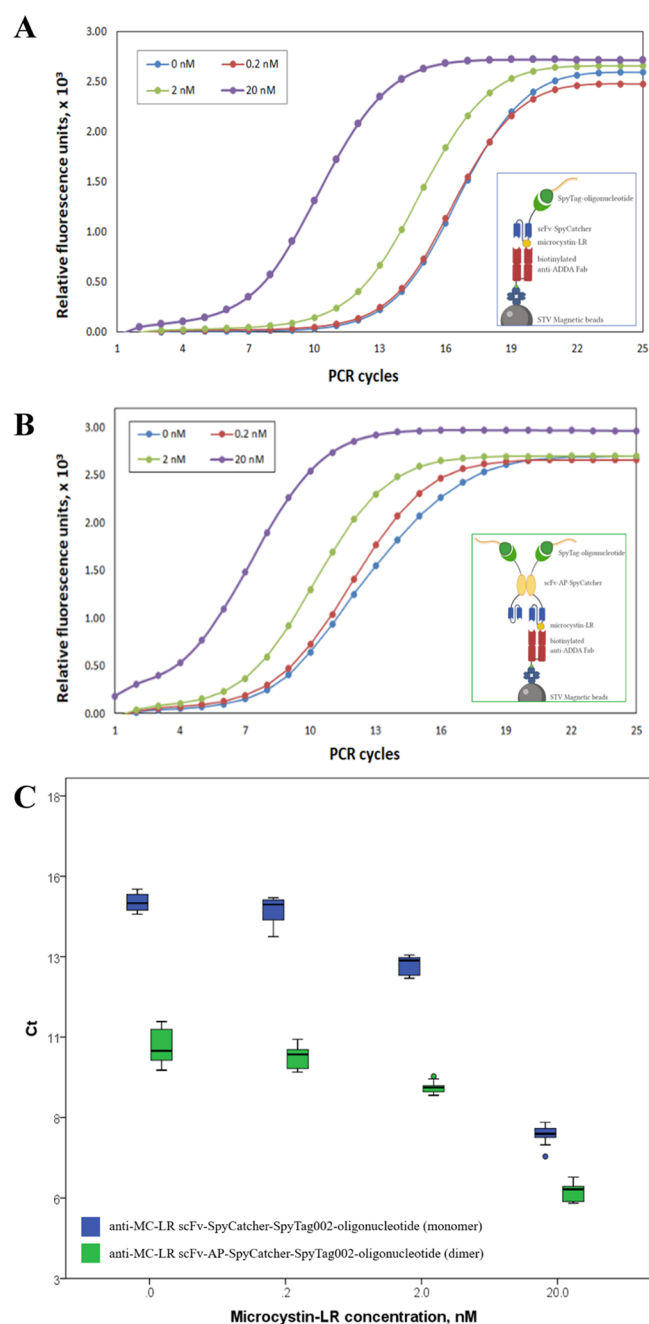 A
3.00
2.50
2.00
1.50
1.00
0.50
0.00
Relative fluorescence units, x 10³
0 nM
0.2 nM
2 nM
20 nM
SpyTag-oligonucleotide
scFv-SpyCatcher
microcystin-LR
biotinylated
anti-ADDA Fab
STV Magnetic beads
1 4 7 10 13 16 19 22 25
PCR cycles
B
3.00
2.50
2.00
1.50
1.00
0.50
0.00
Relative fluorescence units, x 10³
0 nM
0.2 nM
2 nM
20 nM
SpyTag-oligonucleotide
scFv-AP-SpyCatcher
microcystin-LR
biotinylated
anti-ADDA Fab
STV Magnetic beads
1 4 7 10 13 16 19 22 25
PCR cycles
C
18
16
13
11
8
6
3
Ct
anti-MC-LR scFv-SpyCatcher-SpyTag002-oligonucleotide (monomer)
anti-MC-LR scFv-AP-SpyCatcher-SpyTag002-oligonucleotide (dimer)
.0 .2 2.0 20.0
Microcystin-LR concentration, nM